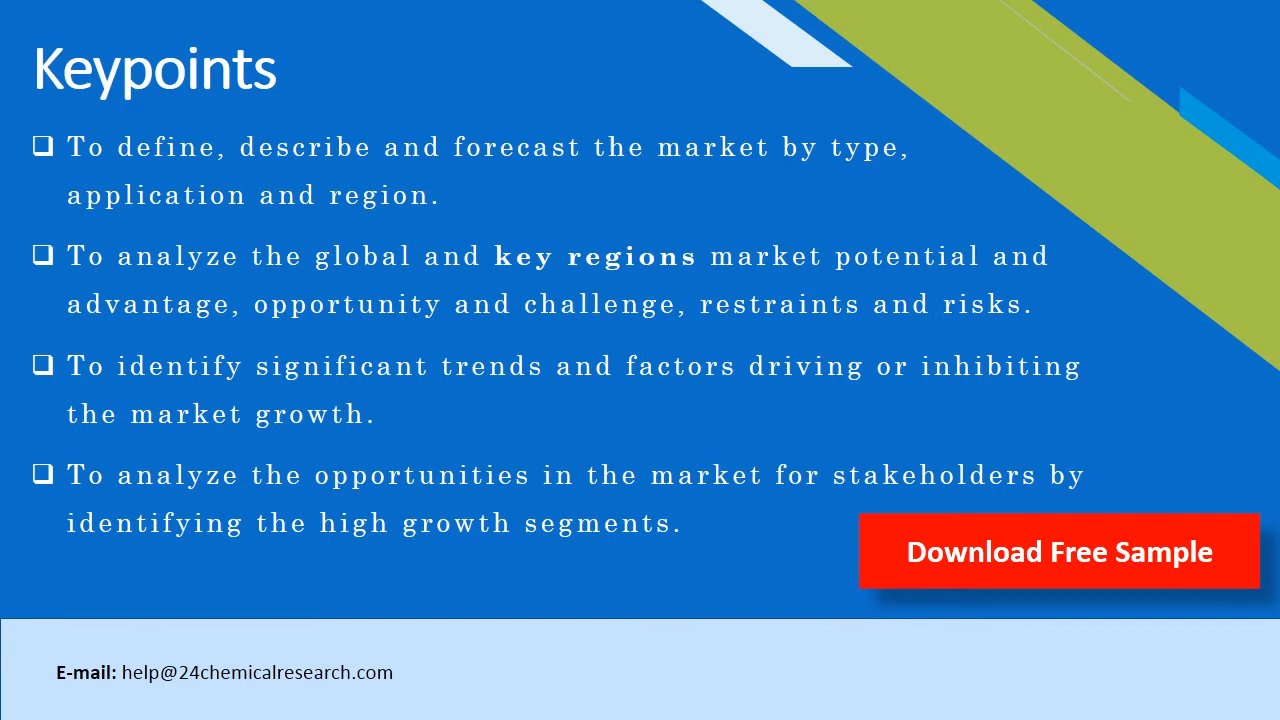 Keypoints
❑ To define, describe and forecast the market by type,
application and region.
❑ To analyze the global and key regions market potential and
advantage, opportunity and challenge, restraints and risks.
❑ To identify significant trends and factors driving or inhibiting
the market growth.
❑ To analyze the opportunities in the market for stakeholders by
identifying the high growth segments.
Download Free Sample
E-mail: help@24chemicalresearch.com